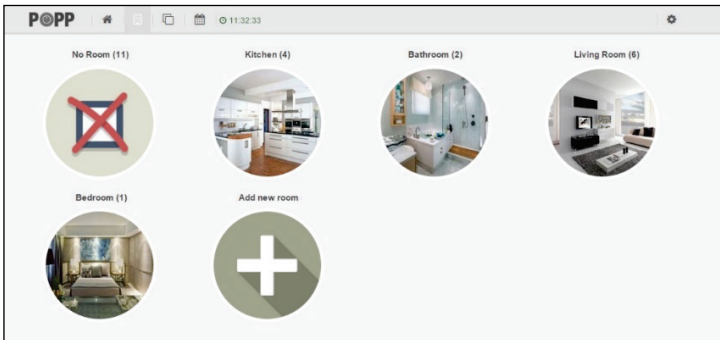 POPP 11:32:33
No Room (11) Kitchen (4) Bathroom (2) Living Room (6)
Bedroom (1) Add new room